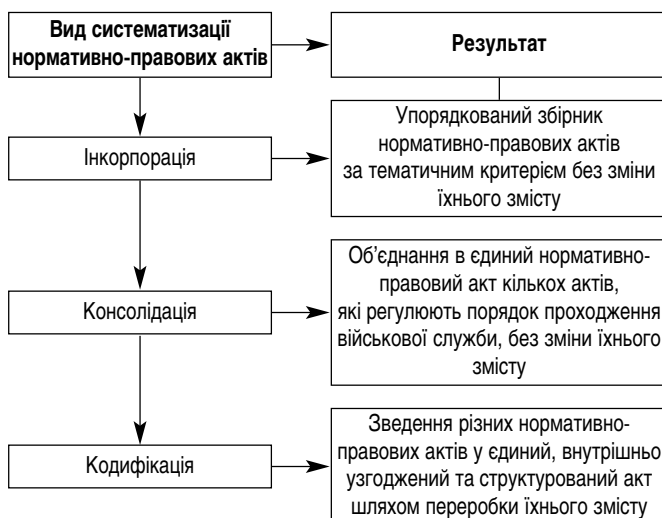 Вид систематизації
нормативно-правових актів
Результат
Інкорпорація
Упорядкований збірник
нормативно-правових актів
за тематичним критерієм без зміни
їхнього змісту
Консолідація
Об’єднання в єдиний нормативно-
правовий акт кількох актів,
які регулюють порядок проходження
військової служби, без зміни їхнього
змісту
Кодифікація
Зведення різних нормативно-
правових актів у єдиний, внутрішньо
узгоджений та структурований акт
шляхом переробки їхнього змісту